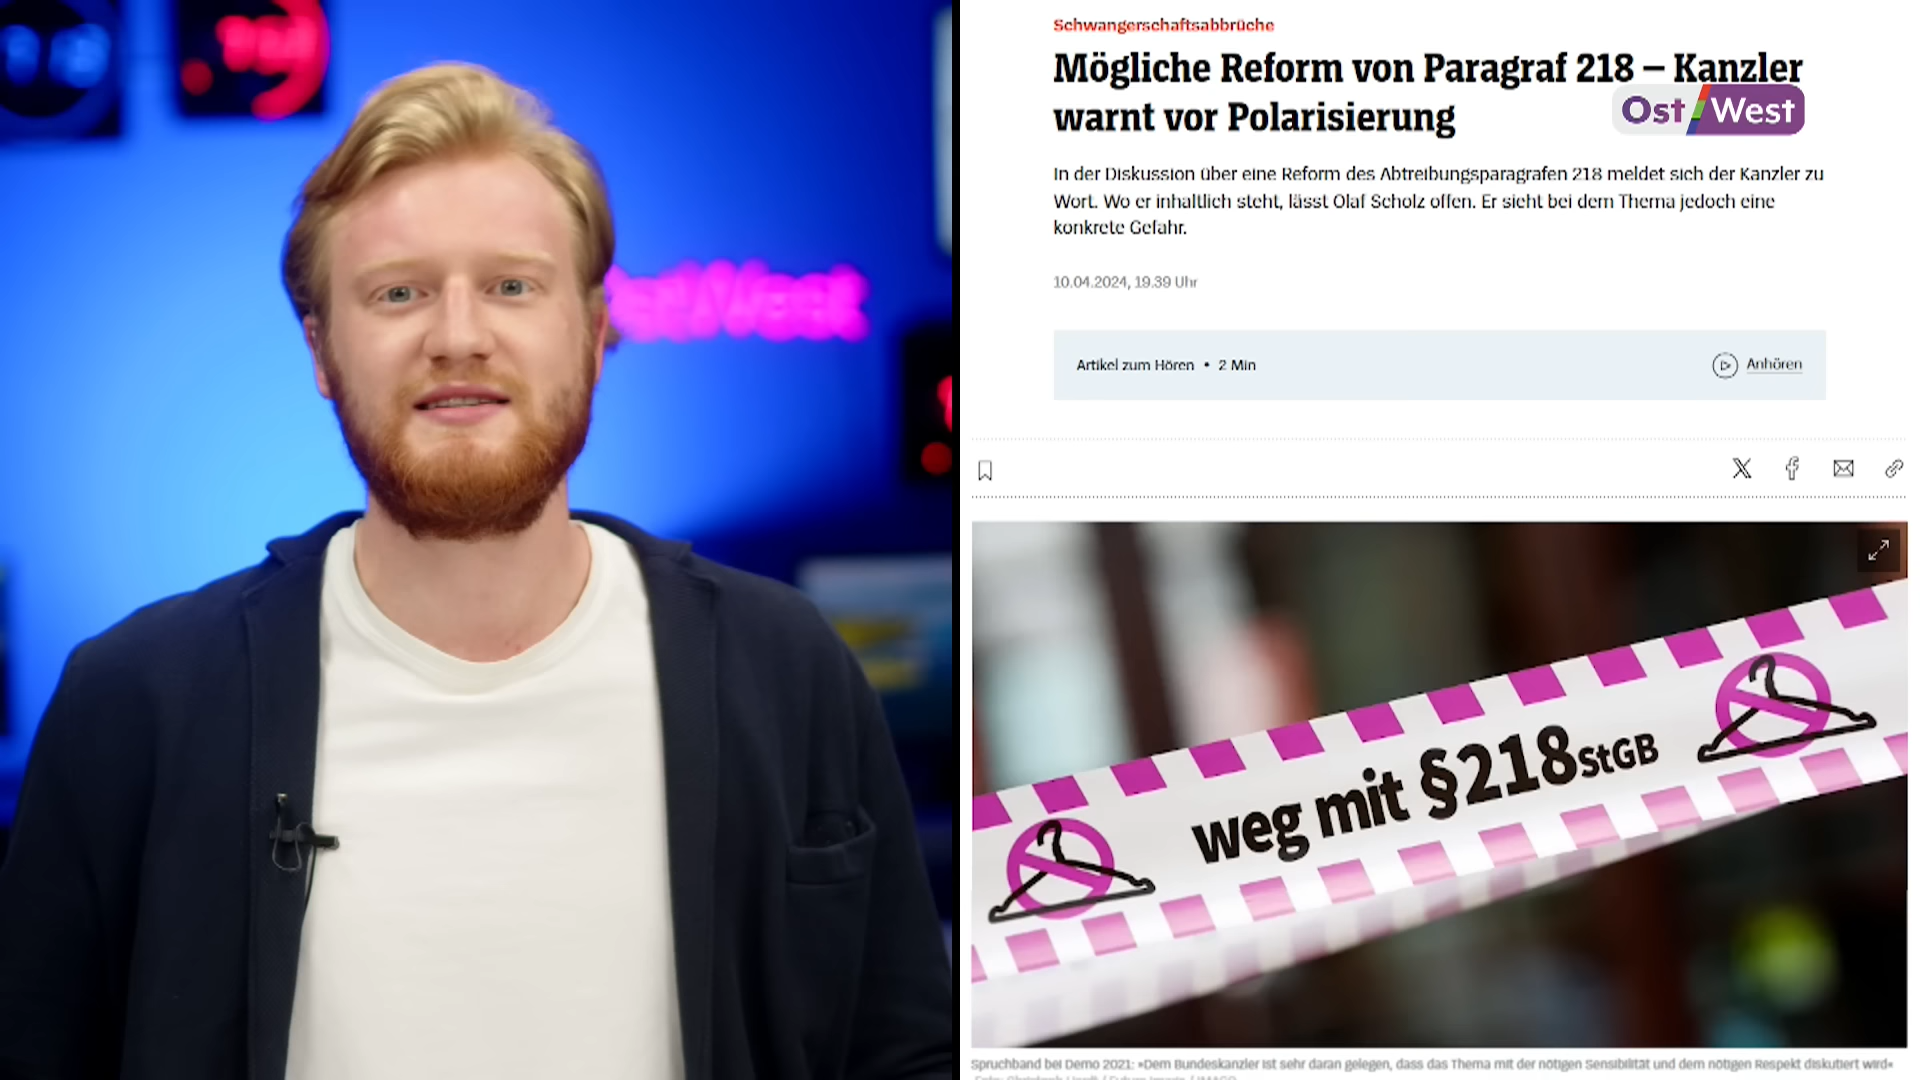 Ost/West
Schwangerschaftsabbrüche
Mögliche Reform von Paragraf 218 – Kanzler
warnt vor Polarisierung
Ost/West
In der Diskussion über eine Reform des Abtreibungsparagrafen 218 meldet sich der Kanzler zu
Wort. Wo er inhaltlich steht, lässt Olaf Scholz offen. Er sieht bei dem Thema jedoch eine
konkrete Gefahr.
10.04.2024, 19.39 Uhr
Artikel zum Hören • 2 Min
Anhören
weg mit §218 StGB
Spruchband bei Demo 2021: »Dem Bundeskanzler ist sehr daran gelegen, dass das Thema mit der nötigen Sensibilität und dem nötigen Respekt diskutiert wird«